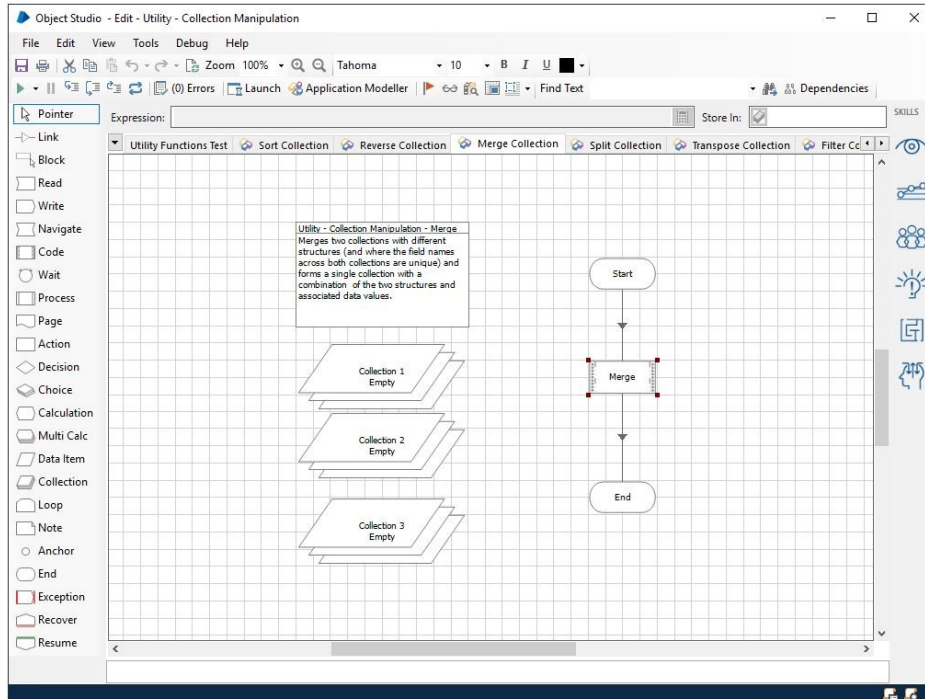 Object Studio - Edit - Utility - Collection Manipulation
File Edit View Tools Debug Help
Zoom 100% Tahoma 10 B I U
(0) Errors Launch Application Modeller Find Text Dependencies
Pointer
Link
Block
Read
Write
Navigate
Code
Wait
Process
Page
Action
Decision
Choice
Calculation
Multi Calc
Data Item
Collection
Loop
Note
Anchor
End
Exception
Recover
Resume
Expression: Store In:
SKILLS
Utility Functions Test Sort Collection Reverse Collection Merge Collection Split Collection Transpose Collection Filter Cc
Utility - Collection Manipulation - Merge
Merges two collections with different
structures (and where the field names
across both collections are unique) and
forms a single collection with a
combination of the two structures and
associated data values.
Collection 1
Empty
Collection 2
Empty
Collection 3
Empty
Start
Merge
End